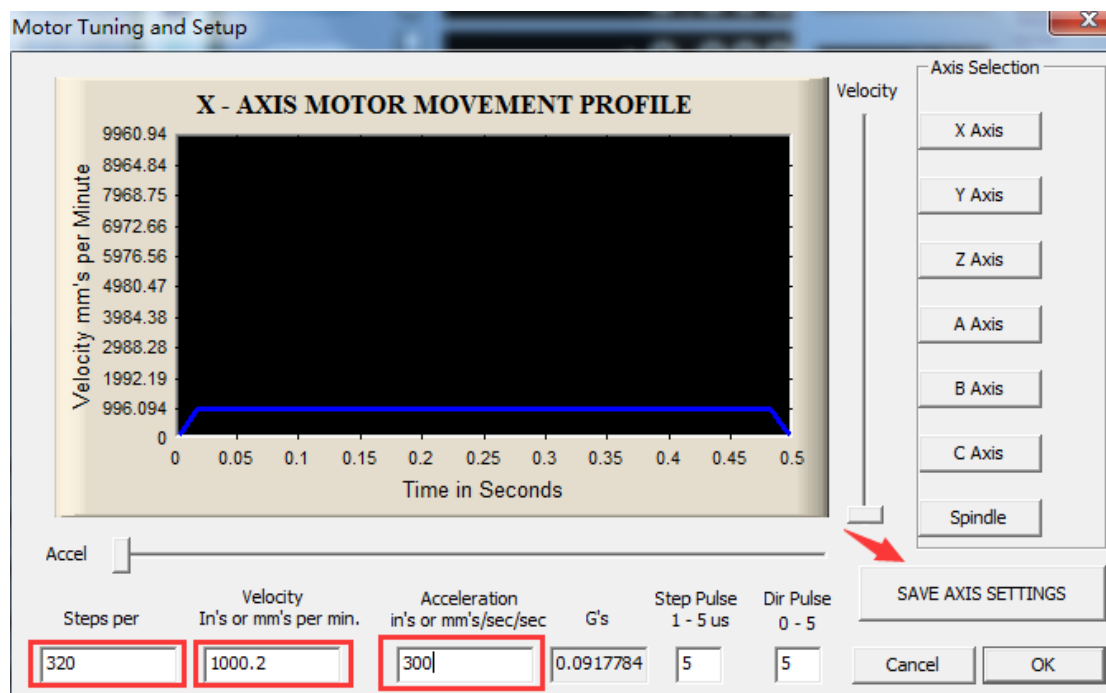 Motor Tuning and Setup
X
X - AXIS MOTOR MOVEMENT PROFILE
Velocity mm's per Minute
9960.94
8964.84
7968.75
6972.66
5976.56
4980.47
3984.38
2988.28
1992.19
996.094
0
0 0.05 0.1 0.15 0.2 0.25 0.3 0.35 0.4 0.45 0.5
Time in Seconds
Velocity
Axis Selection
X Axis
Y Axis
Z Axis
A Axis
B Axis
C Axis
Spindle
Accel
Steps per
320
Velocity
In's or mm's per min.
1000.2
Acceleration
in's or mm's/sec/sec
300
G's
0.0917784
Step Pulse
1 - 5 us
5
Dir Pulse
0 - 5
5
SAVE AXIS SETTINGS
Cancel
OK